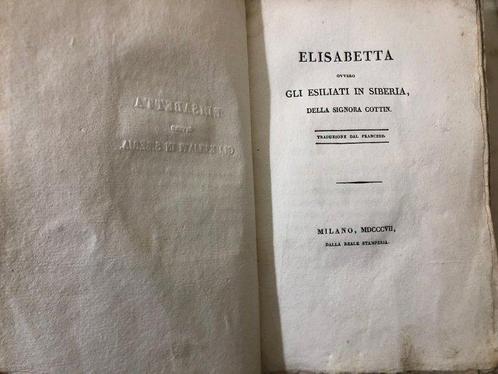 ELISABETTA
OVVERO
GLI ESILIATI IN SIBERIA,
DELLA SIGNORA COTTIN.
TRADUZIONE DAL FRANCESE.
MILANO, MDCCCVII,
DALLA REALE STAMPERIA.